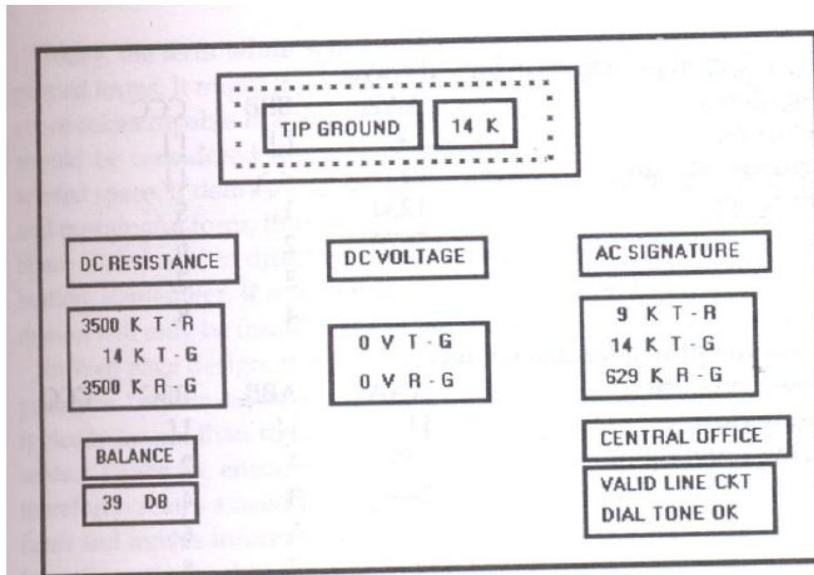 TIP GROUND 14 K
DC RESISTANCE
3500 K T-R
14 K T-G
3500 K R-G
BALANCE
39 DB
DC VOLTAGE
0 V T-G
0 V R-G
AC SIGNATURE
9 K T-R
14 K T-G
629 K R-G
CENTRAL OFFICE
VALID LINE CKT
DIAL TONE OK